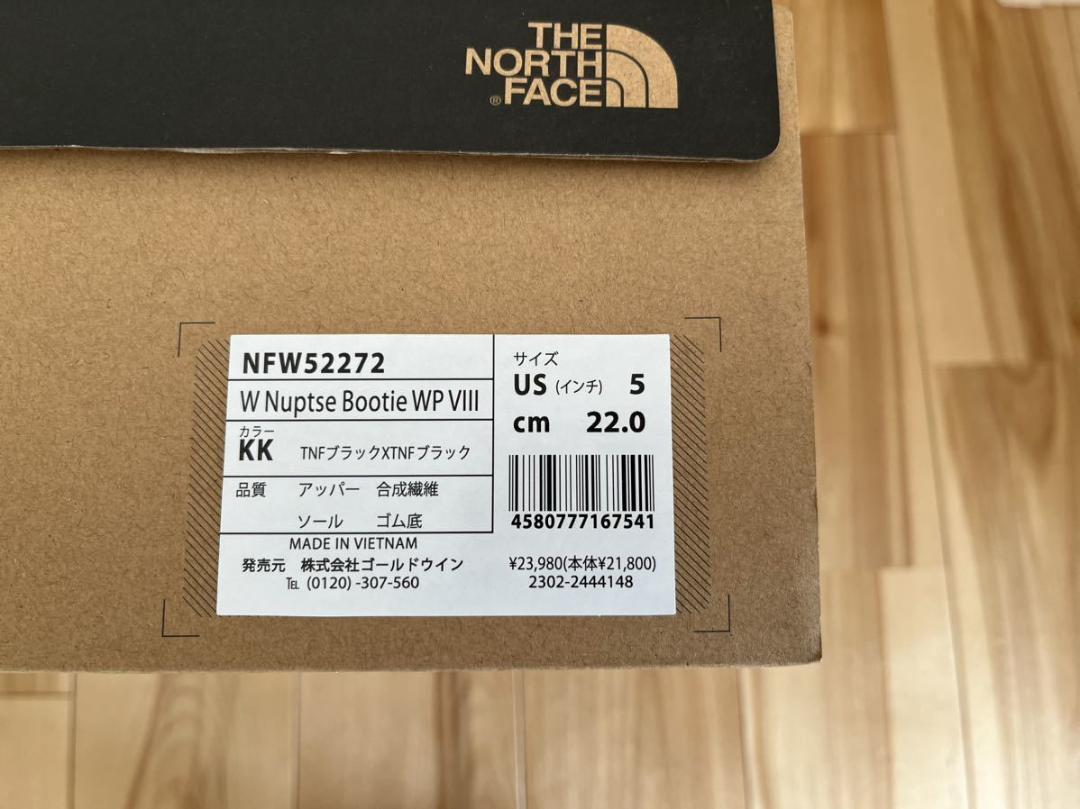 THE
NORTH
®FACE
NFW52272
W Nuptse Bootie WP VIII
カラー
KK TNFブラックXTNFブラック
品質 アッパー 合成繊維
ソール ゴム底
MADE IN VIETNAM
発売元 株式会社ゴールドウイン
TEL (0120)-307-560
サイズ
US (インチ) 5
cm 22.0
4580777167541
¥23,980(本体¥21,800)
2302-2444148